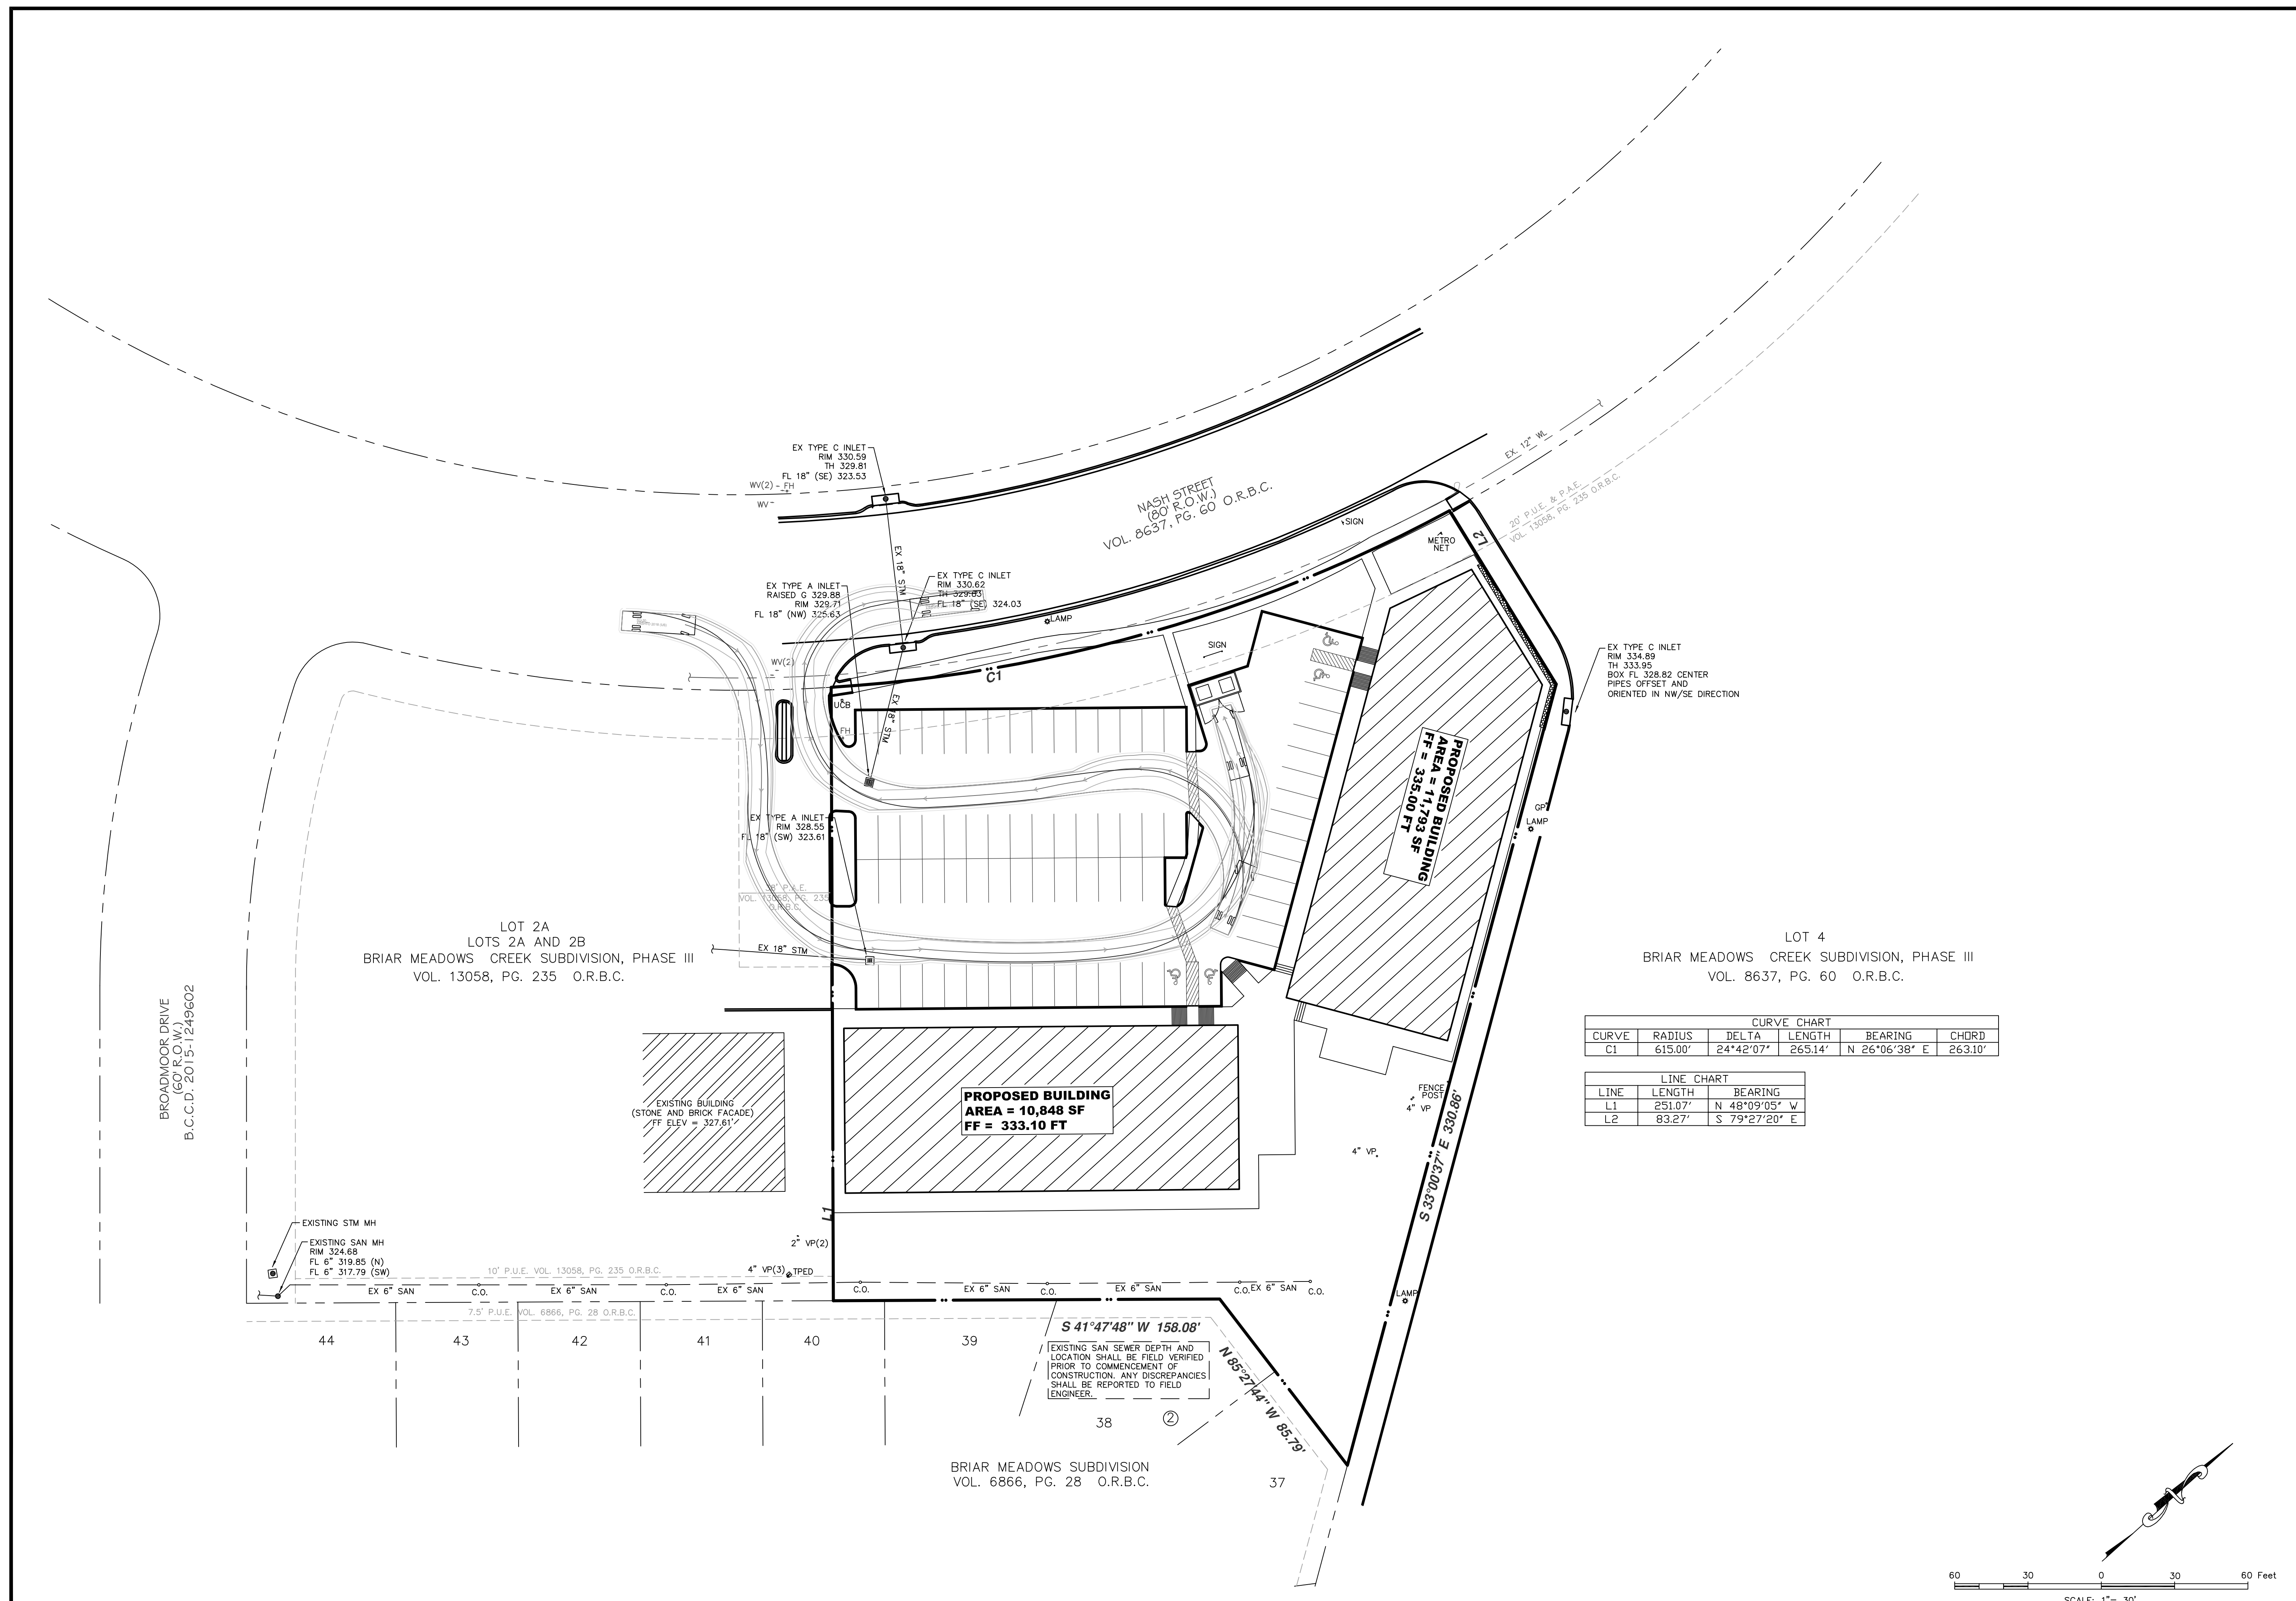 EX TYPE C INLET
RIM 330.59
TH 329.81
FL 18" (SE) 323.53
WV(2)
FH
WV
NASH STREET
(80' R.O.W.)
VOL. 8637, PG. 60 O.R.B.C.
EX. 12" WL
20' P.U.E. & P.A.E.
VOL. 13058, PG. 235 O.R.B.C.
SIGN
METRO
NET
L2
EX 18" STM
EX TYPE A INLET
RAISED G 329.88
RIM 329.71
FL 18" (NW) 325.63
EX TYPE C INLET
RIM 330.62
TH 329.83
FL 18" (SE) 324.03
LAMP
SIGN
WV(2)
C1
UCB
FH
EX 18" STM
EX TYPE C INLET
RIM 334.89
TH 333.95
BOX FL 328.82 CENTER
PIPES OFFSET AND
ORIENTED IN NW/SE DIRECTION
PROPOSED BUILDING
AREA = 11,793 SF
FF = 335.00 FT
GP
LAMP
EX TYPE A INLET
RIM 328.55
FL 18" (SW) 323.61
38' P.A.E.
VOL. 13058, PG. 235
O.R.B.C.
EX 18" STM
LOT 2A
LOTS 2A AND 2B
BRIAR MEADOWS CREEK SUBDIVISION, PHASE III
VOL. 13058, PG. 235 O.R.B.C.
LOT 4
BRIAR MEADOWS CREEK SUBDIVISION, PHASE III
VOL. 8637, PG. 60 O.R.B.C.
BROADMOOR DRIVE
(60' R.O.W.)
B.C.C.D. 2015-1249602
CURVE CHART
CURVE RADIUS DELTA LENGTH BEARING CHORD
C1 615.00' 24°42'07" 265.14' N 26°06'38" E 263.10'
LINE CHART
LINE LENGTH BEARING
L1 251.07' N 48°09'05" W
L2 83.27' S 79°27'20" E
EXISTING BUILDING
(STONE AND BRICK FACADE)
FF ELEV = 327.61'
PROPOSED BUILDING
AREA = 10,848 SF
FF = 333.10 FT
FENCE
POST
4" VP
4" VP
S 33°00'37" E 330.86'
L1
EXISTING STM MH
EXISTING SAN MH
RIM 324.68
FL 6" 319.85 (N)
FL 6" 317.79 (SW)
2" VP(2)
4" VP(3)
TPED
10' P.U.E. VOL. 13058, PG. 235 O.R.B.C.
EX 6" SAN
C.O.
EX 6" SAN
C.O.
EX 6" SAN
C.O.
EX 6" SAN
C.O.
EX 6" SAN
C.O.
EX 6" SAN
C.O.
LAMP
7.5' P.U.E. VOL. 6866, PG. 28 O.R.B.C.
44
43
42
41
40
39
S 41°47'48" W 158.08'
EXISTING SAN SEWER DEPTH AND
LOCATION SHALL BE FIELD VERIFIED
PRIOR TO COMMENCEMENT OF
CONSTRUCTION. ANY DISCREPANCIES
SHALL BE REPORTED TO FIELD
ENGINEER.
N 85°27'44" W 85.79'
38
2
37
BRIAR MEADOWS SUBDIVISION
VOL. 6866, PG. 28 O.R.B.C.
60 30 0 30 60 Feet
SCALE: 1"= 30'